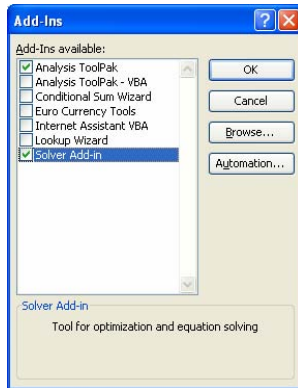 Add-Ins
Add-Ins available:
Analysis ToolPak
Analysis ToolPak - VBA
Conditional Sum Wizard
Euro Currency Tools
Internet Assistant VBA
Lookup Wizard
Solver Add-in
OK
Cancel
Browse...
Automation...
Solver Add-in
Tool for optimization and equation solving